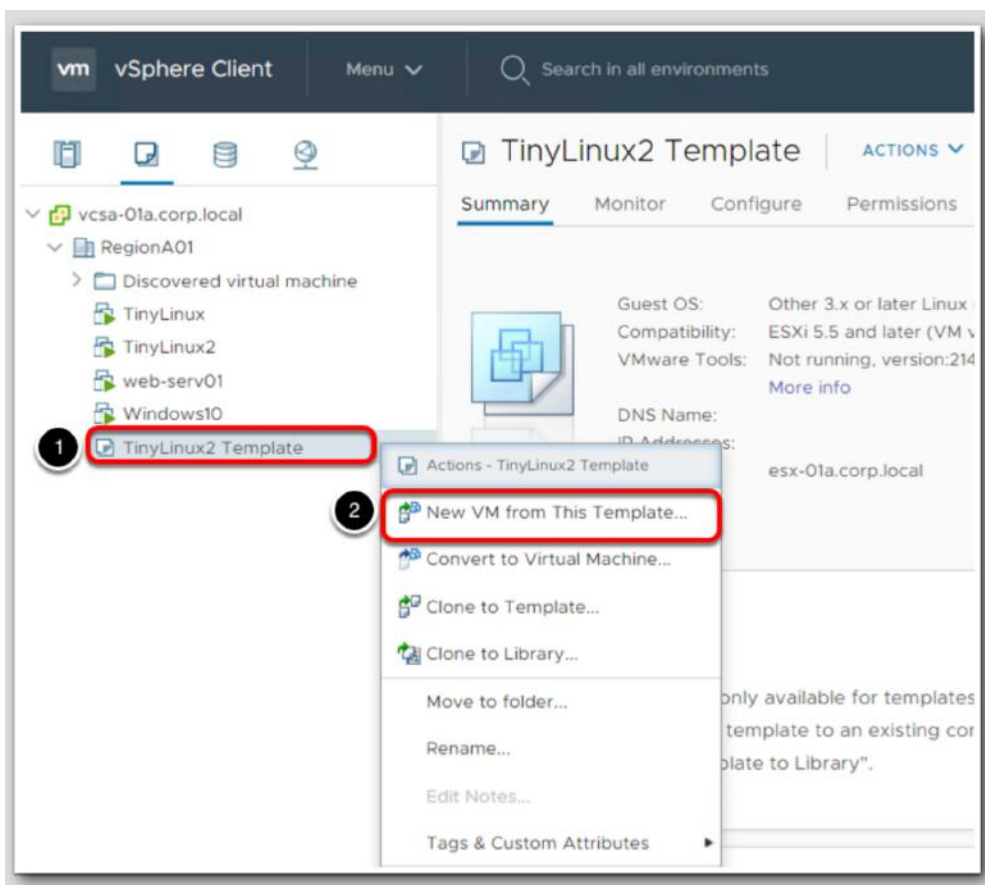 vm vSphere Client Menu Search in all environments
TinyLinux2 Template ACTIONS
Summary Monitor Configure Permissions
vcsa-01a.corp.local
RegionA01
Discovered virtual machine
TinyLinux
TinyLinux2
web-serv01
Windows10
1 TinyLinux2 Template
Guest OS: Other 3.x or later Linux
Compatibility: ESXi 5.5 and later (VM v
VMware Tools: Not running, version:214
More info
DNS Name:
IP Addresses:
esx-01a.corp.local
Actions - TinyLinux2 Template
2 New VM from This Template...
Convert to Virtual Machine...
Clone to Template...
Clone to Library...
Move to folder...
Rename...
Edit Notes...
Tags & Custom Attributes
only available for templates
template to an existing cor
plate to Library".